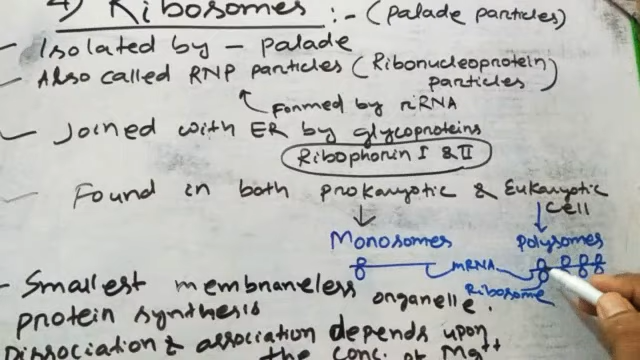 4) Ribosomes :- (Palade particles)
- Isolated by - palade
- Also called RNP particles (Ribonucleoprotein particles)
Formed by rRNA
- Joined with ER by glycoproteins
Ribophorin I & II
- Found in both prokaryotic & Eukaryotic cell
Monosomes
Polysomes
mRNA
Ribosome
- Smallest membraneless organelle.
protein synthesis
Dissociation & association depends upon
the conc. of Mg++